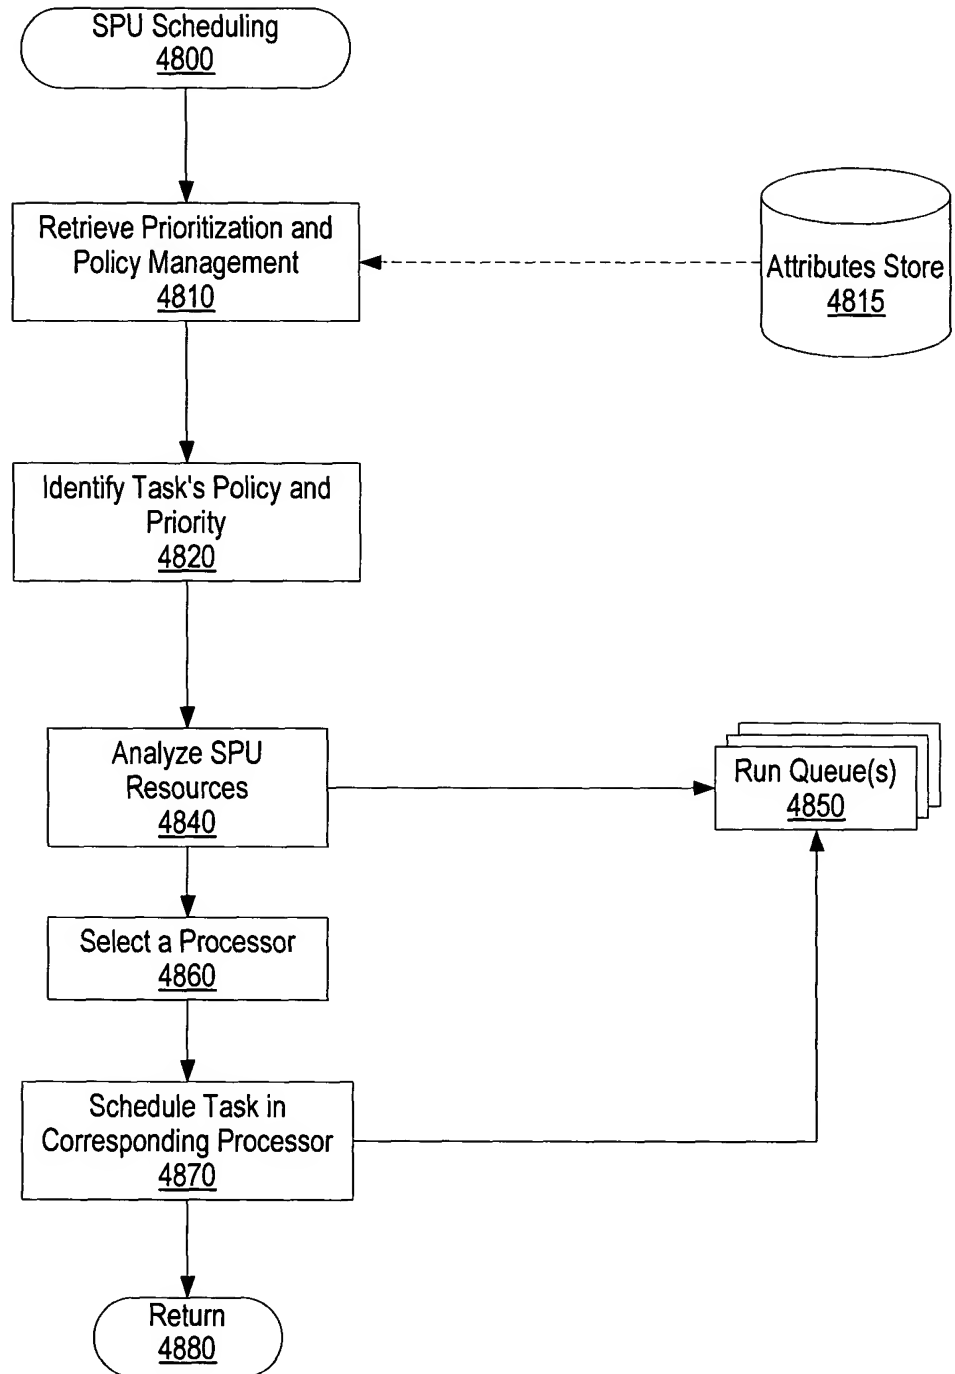 SPU Scheduling
4800
Retrieve Prioritization and
Policy Management
4810
Attributes Store
4815
Identify Task's Policy and
Priority
4820
Analyze SPU
Resources
4840
Run Queue(s)
4850
Select a Processor
4860
Schedule Task in
Corresponding Processor
4870
Return
4880